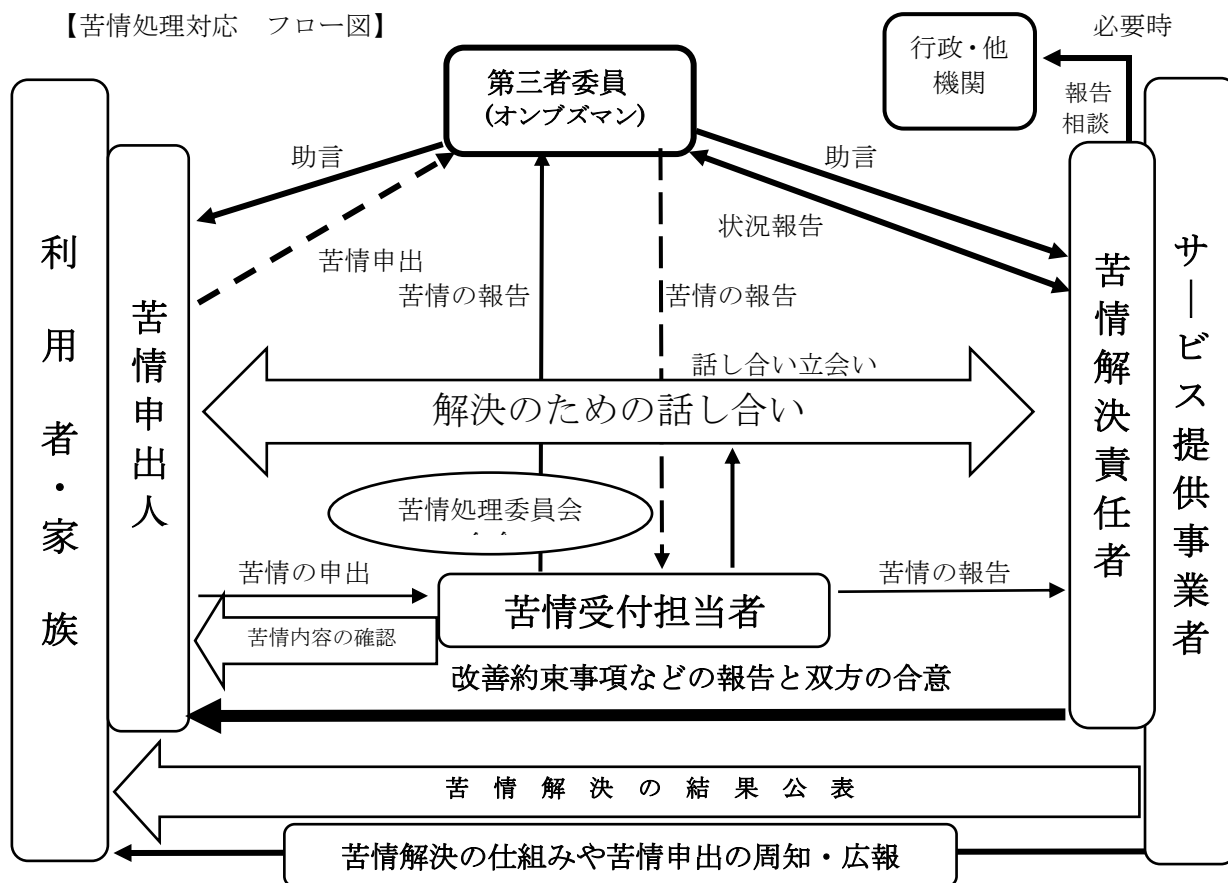 【苦情処理対応　フロー図】
必要時
行政・他
機関
第三者委員
(オンブズマン)
報告
相談
助言
助言
状況報告
苦情申出
苦情の報告
苦情の報告
利用者・家族
苦情申出人
苦情解決責任者
サービス提供事業者
話し合い立会い
解決のための話し合い
苦情処理委員会
苦情の申出
苦情の報告
苦情受付担当者
苦情内容の確認
改善約束事項などの報告と双方の合意
苦情解決の結果公表
苦情解決の仕組みや苦情申出の周知・広報